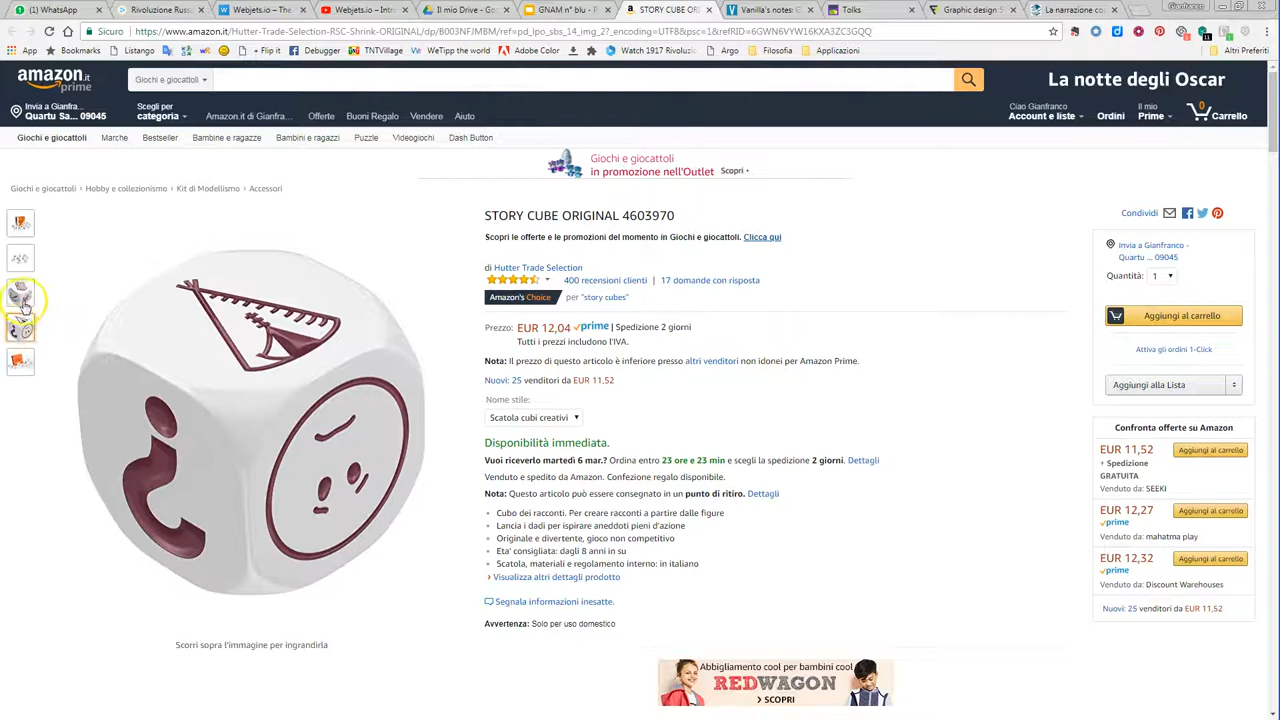 (1) WhatsApp
Rivoluzione Russa
Webjets.io – The
Webjets.io – Intr
Il mio Drive - Goo
GNAM n° blu - P
STORY CUBE ORI
Vanilla's notes: G
Tolks
Graphic design s
La narrazione co
Gianfranco
Sicuro | https://www.amazon.it/Hutter-Trade-Selection-RSC-Shrink-ORIGINAL/dp/B003NFJMBM/ref=pd_lpo_sbs_14_img_2?_encoding=UTF8&psc=1&refRID=6GWN6VYW16KXA3ZC3GQC
App
Bookmarks
Listango
+ Flip it
Facebook
Debugger
TNTVillage
WeTipp the world
Adobe Color
Watch 1917 Rivoluzi
Argo
Filosofia
Applicazioni
Altri Preferiti
amazon.it
prime
Giochi e giocattoli
La notte degli Oscar
Invia a Gianfra...
Quartu Sa... 09045
Scegli per
categoria
Amazon.it di Gianfra...
Offerte
Buoni Regalo
Vendere
Aiuto
Ciao Gianfranco
Account e liste
Ordini
Il mio
Prime
0
Carrello
Giochi e giocattoli
Marche
Bestseller
Bambine e ragazze
Bambini e ragazzi
Puzzle
Videogiochi
Dash Button
Giochi e giocattoli
in promozione nell'Outlet
Scopri
Giochi e giocattoli › Hobby e collezionismo › Kit di Modellismo › Accessori
STORY CUBE ORIGINAL 4603970
Scopri le offerte e le promozioni del momento in Giochi e giocattoli. Clicca qui
di Hutter Trade Selection
400 recensioni clienti | 17 domande con risposta
Amazon's Choice per "story cubes"
Prezzo: EUR 12,04 prime | Spedizione 2 giorni
Tutti i prezzi includono l'IVA.
Nota: Il prezzo di questo articolo è inferiore presso altri venditori non idonei per Amazon Prime.
Nuovi: 25 venditori da EUR 11,52
Nome stile:
Scatola cubi creativi
Disponibilità immediata.
Vuoi riceverlo martedì 6 mar.? Ordina entro 23 ore e 23 min e scegli la spedizione 2 giorni. Dettagli
Venduto e spedito da Amazon. Confezione regalo disponibile.
Nota: Questo articolo può essere consegnato in un punto di ritiro. Dettagli
Cubo dei racconti. Per creare racconti a partire dalle figure
Lancia i dadi per ispirare aneddoti pieni d'azione
Originale e divertente, gioco non competitivo
Eta' consigliata: dagli 8 anni in su
Scatola, materiali e regolamento interno: in italiano
› Visualizza altri dettagli prodotto
Segnala informazioni inesatte.
Avvertenza: Solo per uso domestico
Scorri sopra l'immagine per ingrandirla
Abbigliamento cool per bambini cool
REDWAGON
SCOPRI
Condividi
Invia a Gianfranco -
Quartu ... 09045
Quantità: 1
Aggiungi al carrello
Attiva gli ordini 1-Click
Aggiungi alla Lista
Confronta offerte su Amazon
EUR 11,52
Aggiungi al carrello
+ Spedizione
GRATUITA
Venduto da: SEEKI
EUR 12,27
Aggiungi al carrello
prime
Venduto da: mahatma play
EUR 12,32
Aggiungi al carrello
prime
Venduto da: Discount Warehouses
Nuovi: 25 venditori da EUR 11,52